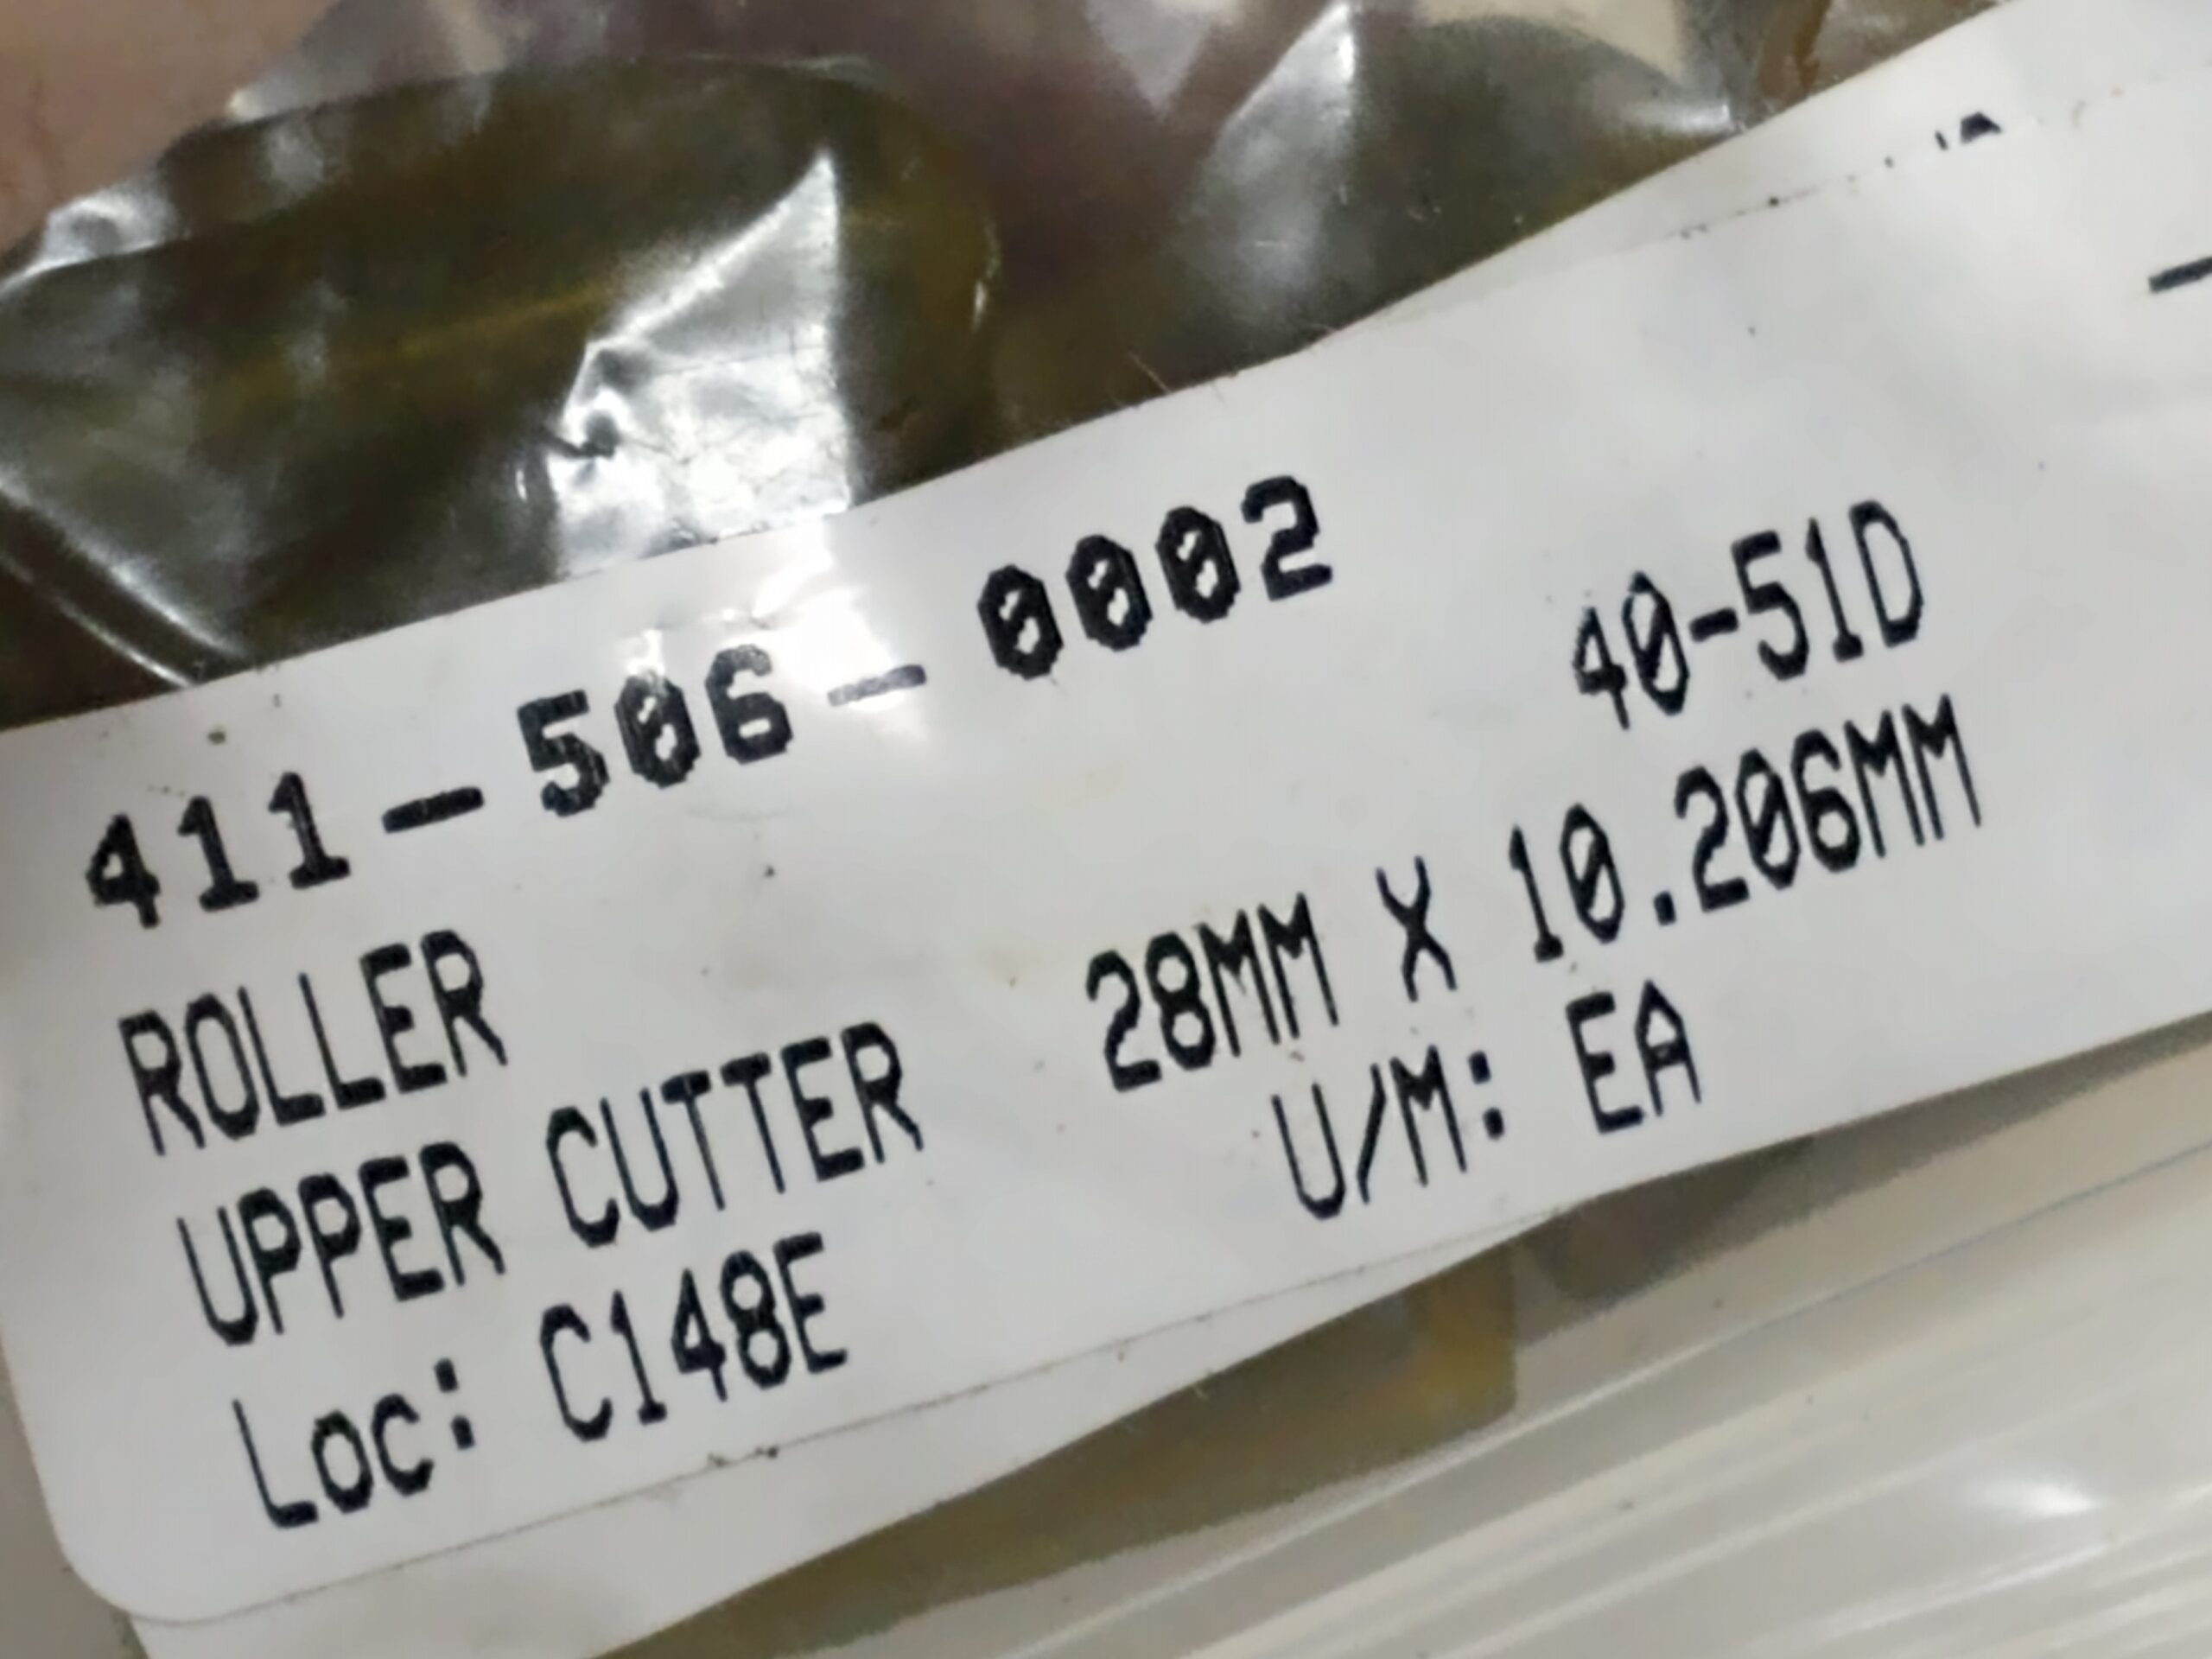 411-506-0002
ROLLER 40-51D
UPPER CUTTER 28MM X 10.206MM
Loc: C148E U/M: EA